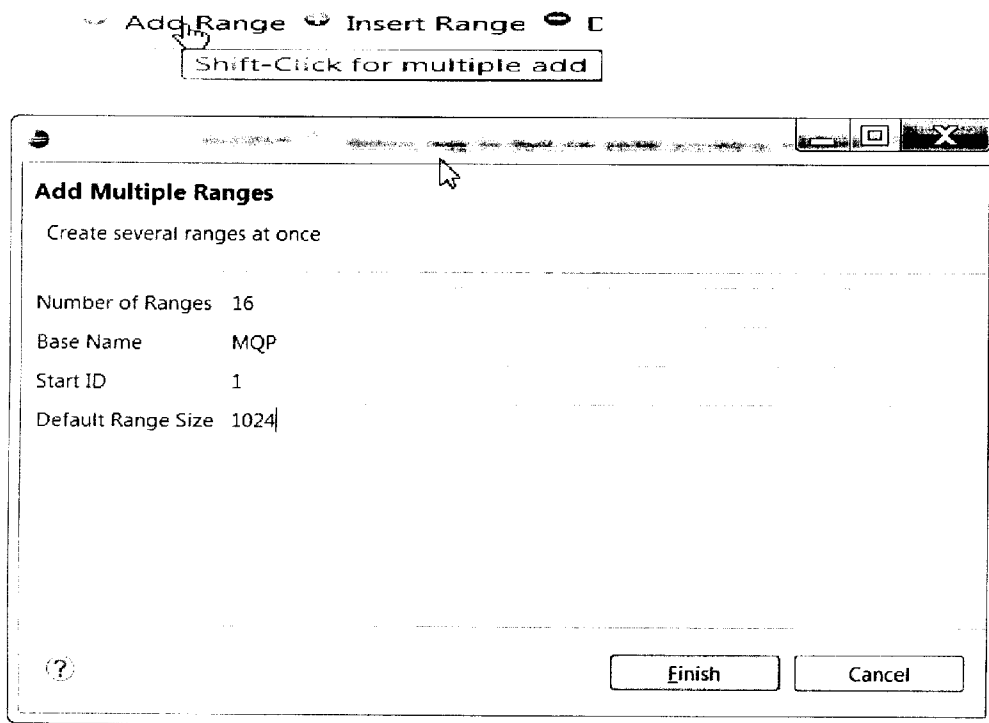 Add Range Insert Range
Shift-Click for multiple add
Add Multiple Ranges
Create several ranges at once
Number of Ranges 16
Base Name MQP
Start ID 1
Default Range Size 1024
?
Finish Cancel